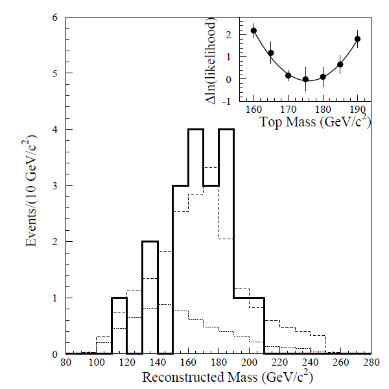 6
5
4
3
2
1
0
Events/(10 GeV/c²)
80 100 120 140 160 180 200 220 240 260 280
Reconstructed Mass (GeV/c²)
2
1
0
-1
Δln(likelihood)
160 170 180 190
Top Mass (GeV/c²)